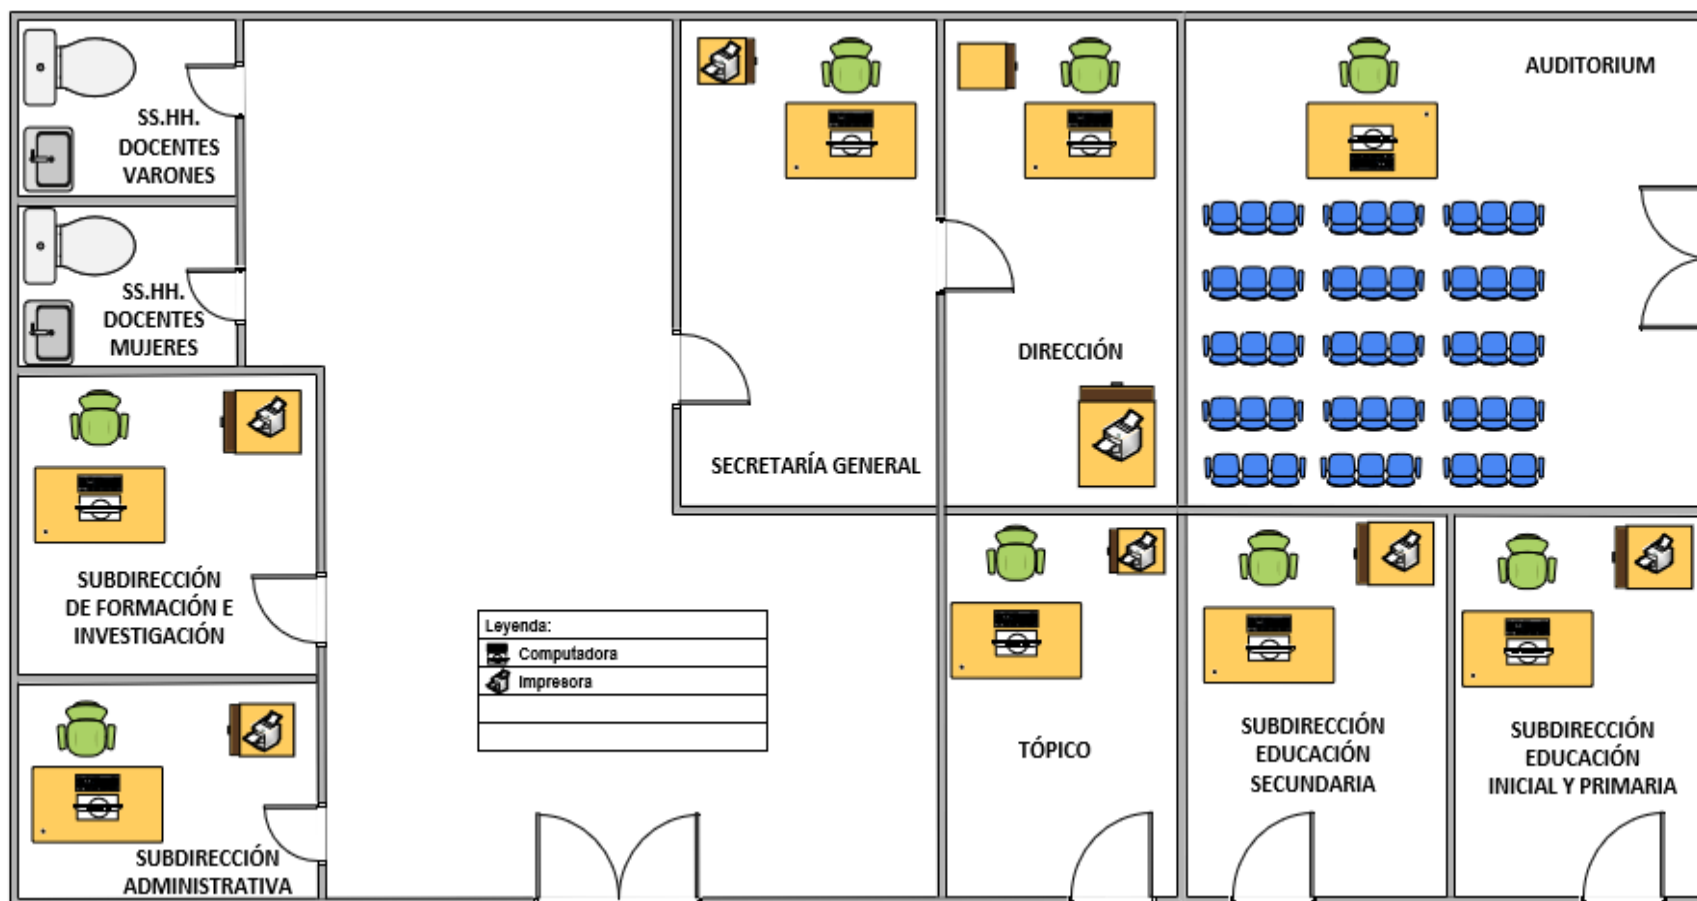 SS.HH.
DOCENTES
VARONES
SS.HH.
DOCENTES
MUJERES
SUBDIRECCIÓN
DE FORMACIÓN E
INVESTIGACIÓN
SUBDIRECCIÓN
ADMINISTRATIVA
Leyenda:
Computadora
Impresora
SECRETARÍA GENERAL
DIRECCIÓN
AUDITORIUM
TÓPICO
SUBDIRECCIÓN
EDUCACIÓN
SECUNDARIA
SUBDIRECCIÓN
EDUCACIÓN
INICIAL Y PRIMARIA